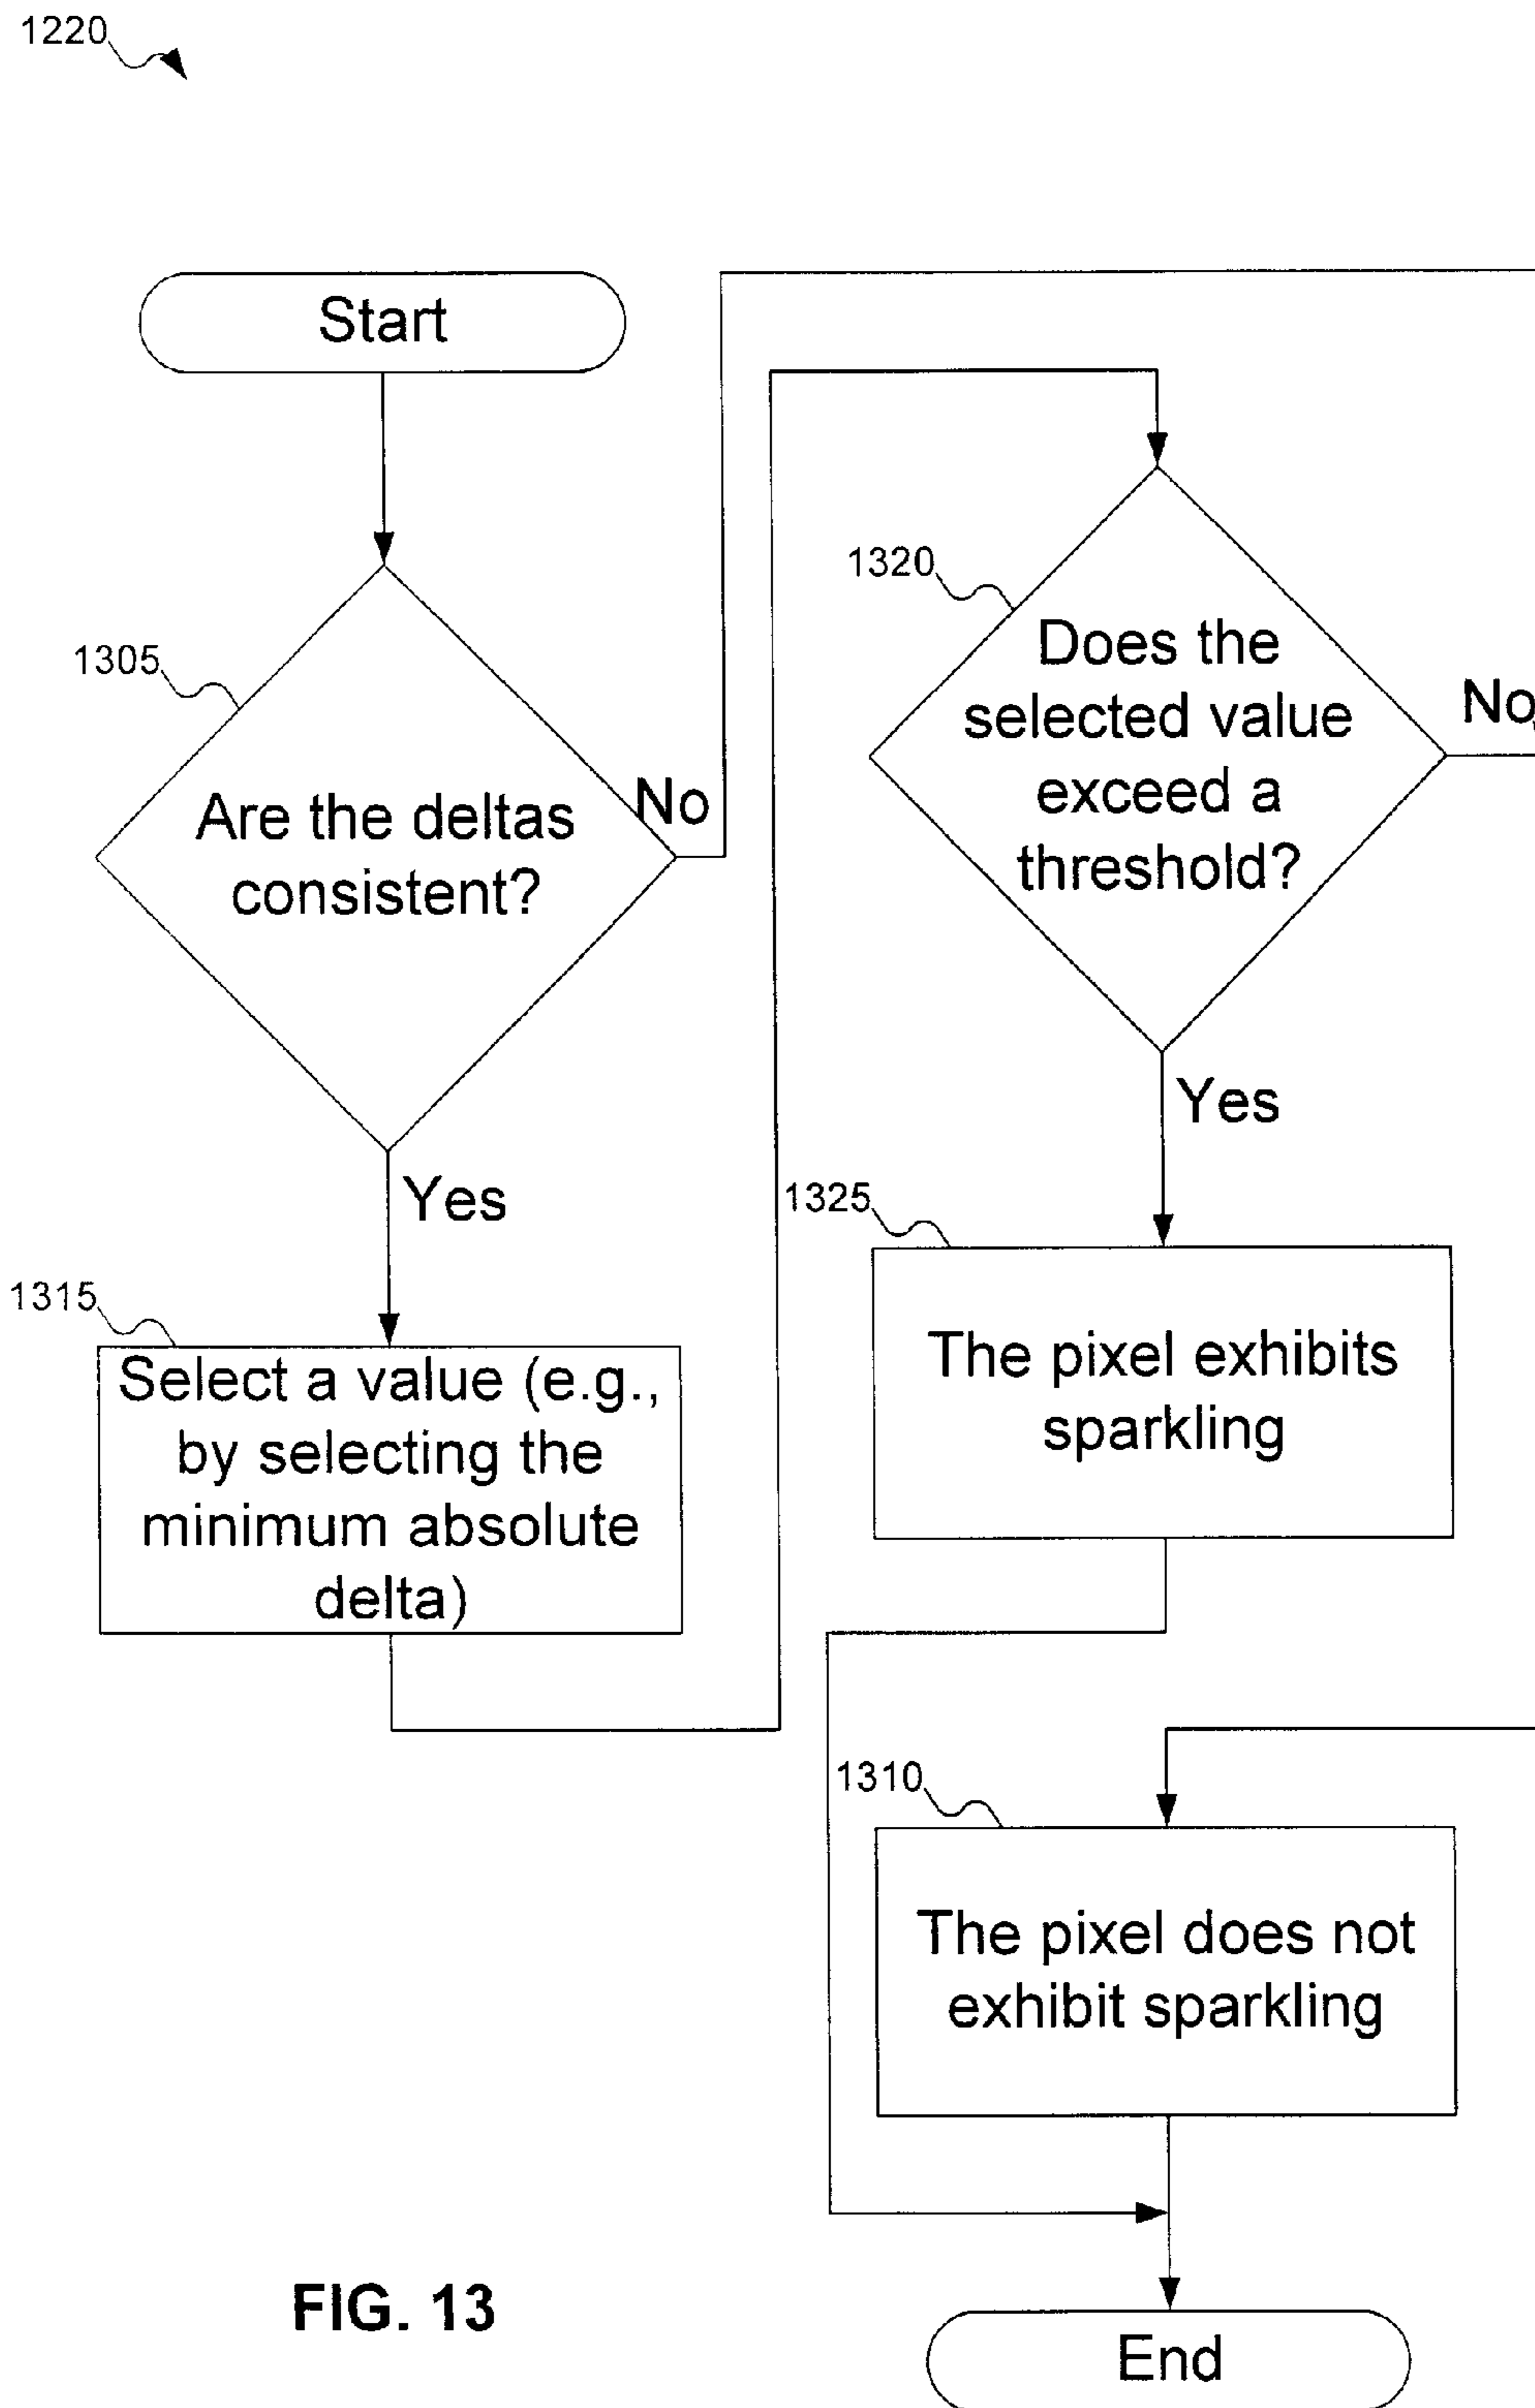 1220
Start
1305
Are the deltas
consistent?
No
Yes
1315
Select a value (e.g.,
by selecting the
minimum absolute
delta)
1320
Does the
selected value
exceed a
threshold?
No
Yes
1325
The pixel exhibits
sparkling
1310
The pixel does not
exhibit sparkling
End
FIG. 13